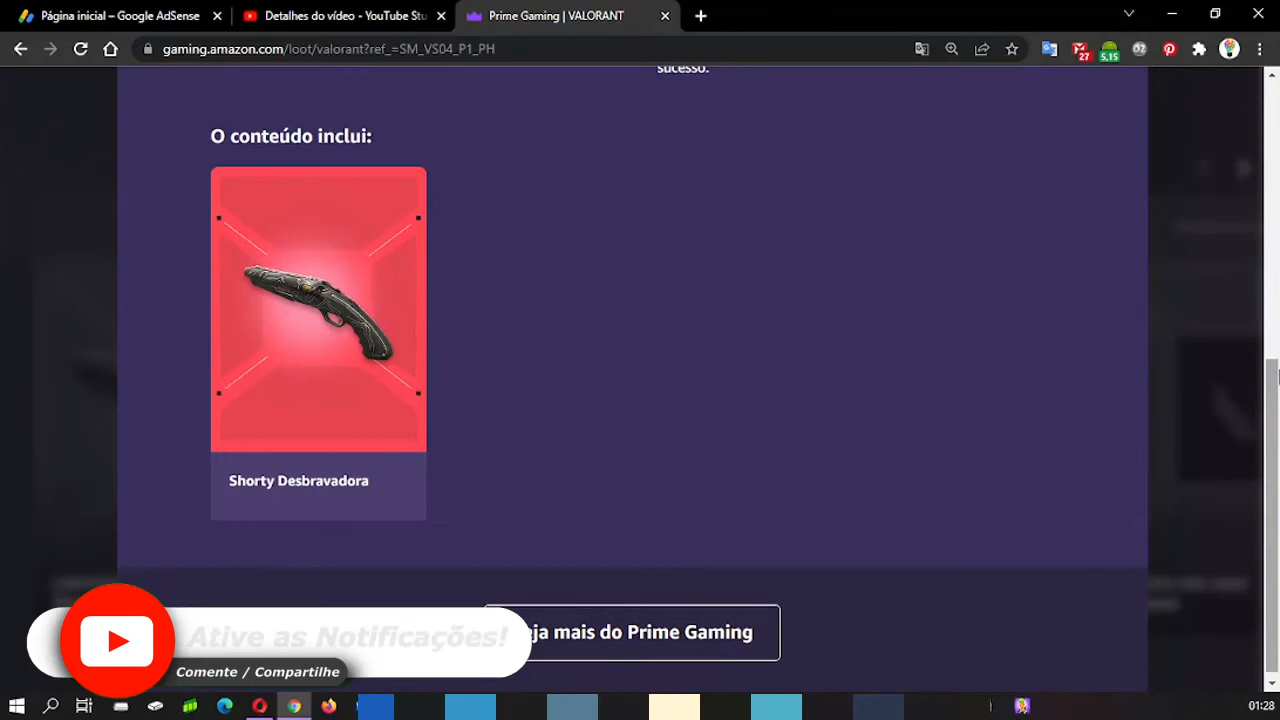 Página inicial – Google AdSense
Detalhes do vídeo - YouTube Stu
Prime Gaming | VALORANT
gaming.amazon.com/loot/valorant?ref_=SM_VS04_P1_PH
27
5,15
sucesso.
O conteúdo inclui:
Shorty Desbravadora
eja mais do Prime Gaming
Ative as Notificações!
Comente / Compartilhe
01:28